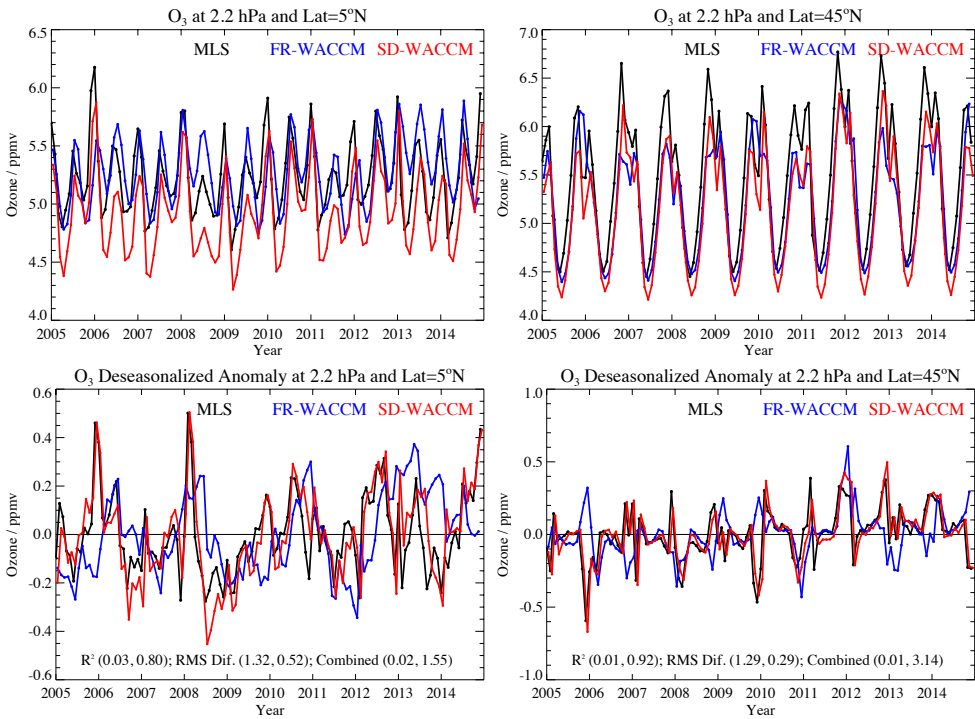 O₃ at 2.2 hPa and Lat=5°N
MLS FR-WACCM SD-WACCM
Ozone / ppmv
6.5
6.0
5.5
5.0
4.5
4.0
2005 2006 2007 2008 2009 2010 2011 2012 2013 2014
Year
O₃ at 2.2 hPa and Lat=45°N
MLS FR-WACCM SD-WACCM
Ozone / ppmv
7.0
6.5
6.0
5.5
5.0
4.5
4.0
2005 2006 2007 2008 2009 2010 2011 2012 2013 2014
Year
O₃ Deseasonalized Anomaly at 2.2 hPa and Lat=5°N
MLS FR-WACCM SD-WACCM
Ozone / ppmv
0.6
0.4
0.2
0.0
-0.2
-0.4
-0.6
R² (0.03, 0.80); RMS Dif. (1.32, 0.52); Combined (0.02, 1.55)
2005 2006 2007 2008 2009 2010 2011 2012 2013 2014
Year
O₃ Deseasonalized Anomaly at 2.2 hPa and Lat=45°N
MLS FR-WACCM SD-WACCM
Ozone / ppmv
1.0
0.5
0.0
-0.5
-1.0
R² (0.01, 0.92); RMS Dif. (1.29, 0.29); Combined (0.01, 3.14)
2005 2006 2007 2008 2009 2010 2011 2012 2013 2014
Year